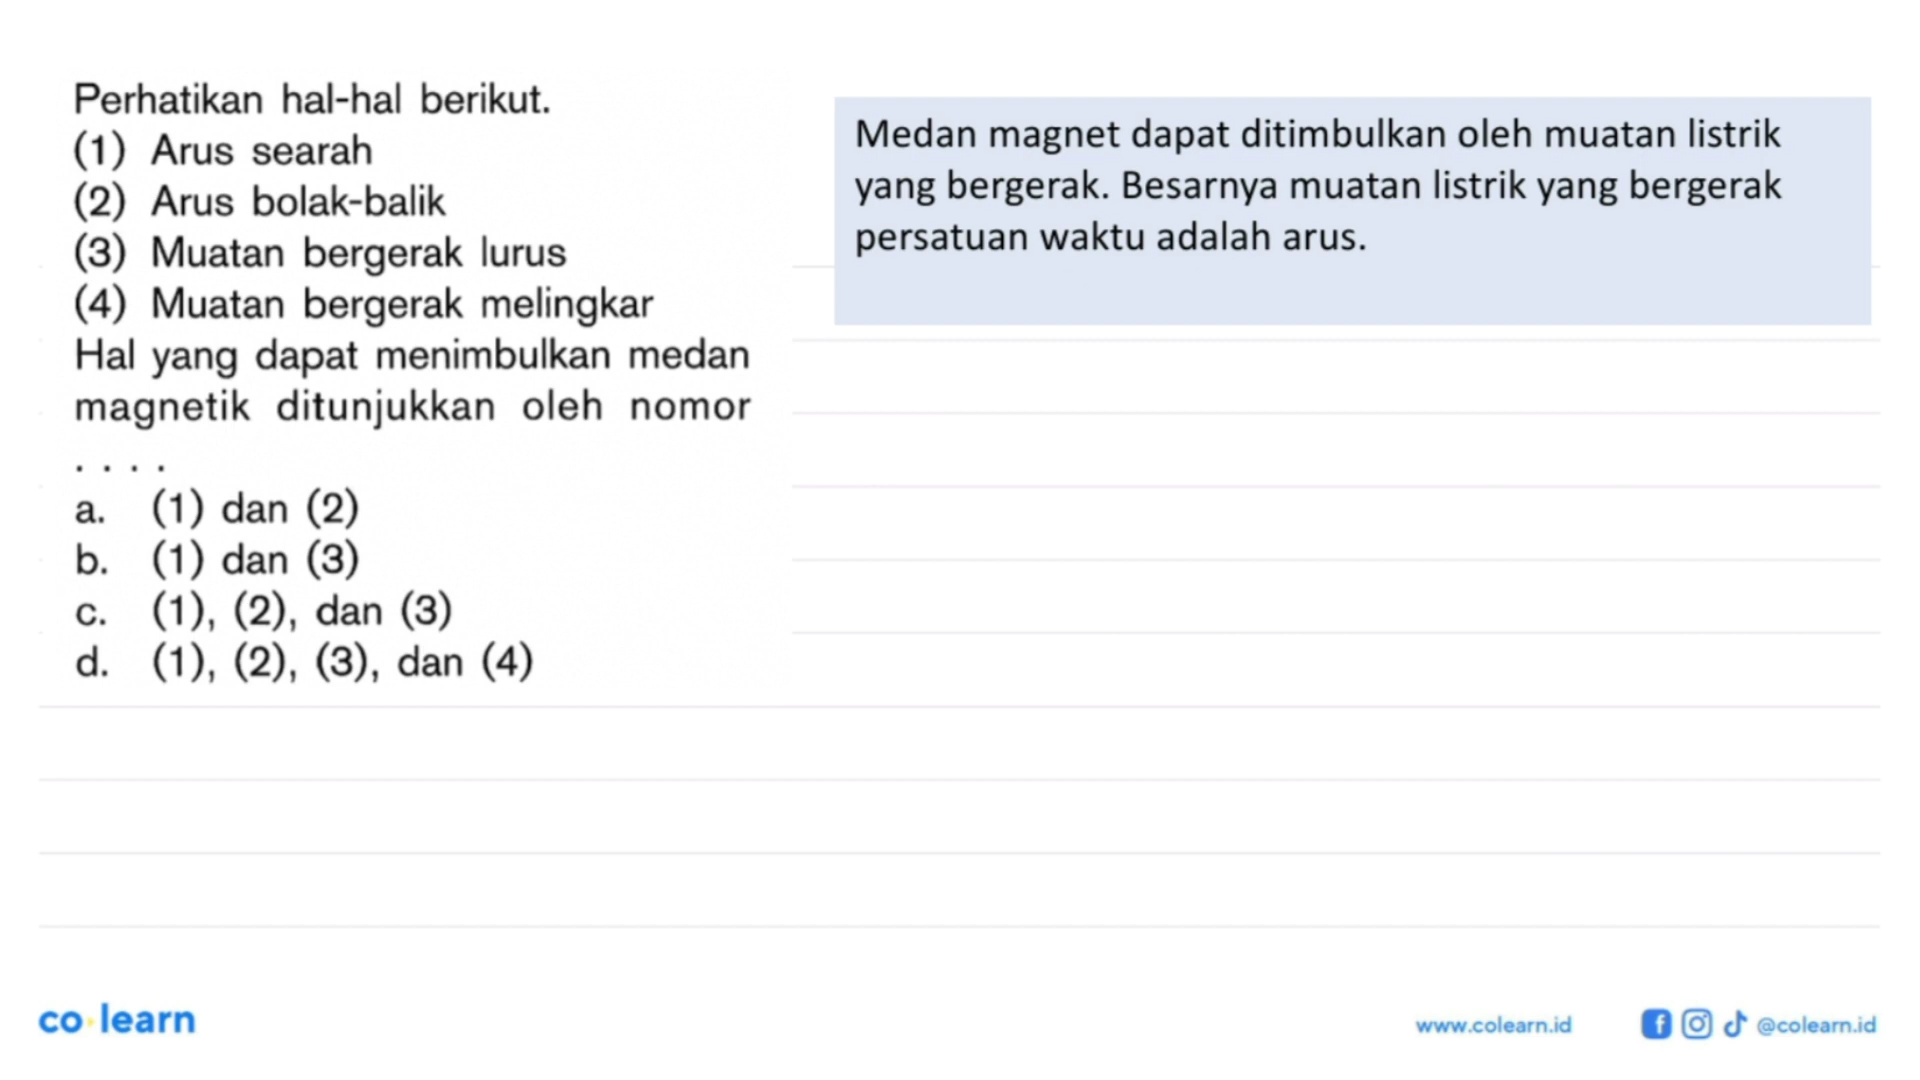 Perhatikan hal-hal berikut.
(1) Arus searah
(2) Arus bolak-balik
(3) Muatan bergerak lurus
(4) Muatan bergerak melingkar
Hal yang dapat menimbulkan medan
magnetik ditunjukkan oleh nomor
. . . .
a. (1) dan (2)
b. (1) dan (3)
c. (1), (2), dan (3)
d. (1), (2), (3), dan (4)
Medan magnet dapat ditimbulkan oleh muatan listrik
yang bergerak. Besarnya muatan listrik yang bergerak
persatuan waktu adalah arus.
co learn
www.colearn.id
@colearn.id